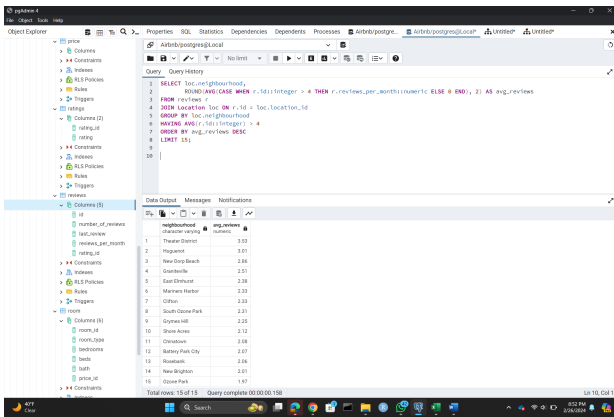 pgAdmin 4
File Object Tools Help
Object Explorer
Properties SQL Statistics Dependencies Dependents Processes Airbnb/postgre... Airbnb/postgres@Local* Untitled* Untitled*
Airbnb/postgres@Local
No limit
Query Query History
1 SELECT loc.neighbourhood,
2 ROUND(AVG(CASE WHEN r.id::integer > 4 THEN r.reviews_per_month::numeric ELSE 0 END), 2) AS avg_reviews
3 FROM reviews r
4 JOIN Location loc ON r.id = loc.location_id
5 GROUP BY loc.neighbourhood
6 HAVING AVG(r.id::integer) > 4
7 ORDER BY avg_reviews DESC
8 LIMIT 15;
9
10
price
Columns
Constraints
Indexes
RLS Policies
Rules
Triggers
ratings
Columns (2)
rating_id
rating
Constraints
Indexes
RLS Policies
Rules
Triggers
reviews
Columns (5)
id
number_of_reviews
last_review
reviews_per_month
rating_id
Constraints
Indexes
RLS Policies
Rules
Triggers
room
Columns (6)
room_id
room_type
bedrooms
beds
bath
price_id
Constraints
Indexes
Data Output Messages Notifications
neighbourhood avg_reviews
character varying numeric
1 Theater District 3.53
2 Huguenot 3.01
3 New Dorp Beach 2.86
4 Graniteville 2.51
5 East Elmhurst 2.38
6 Mariners Harbor 2.33
7 Clifton 2.33
8 South Ozone Park 2.31
9 Grymes Hill 2.25
10 Shore Acres 2.12
11 Chinatown 2.08
12 Battery Park City 2.07
13 Rosebank 2.06
14 New Brighton 2.01
15 Ozone Park 1.97
Total rows: 15 of 15 Query complete 00:00:00.158
Ln 10, Col 1
40°F
Clear
Search
8:52 PM
2/26/2024